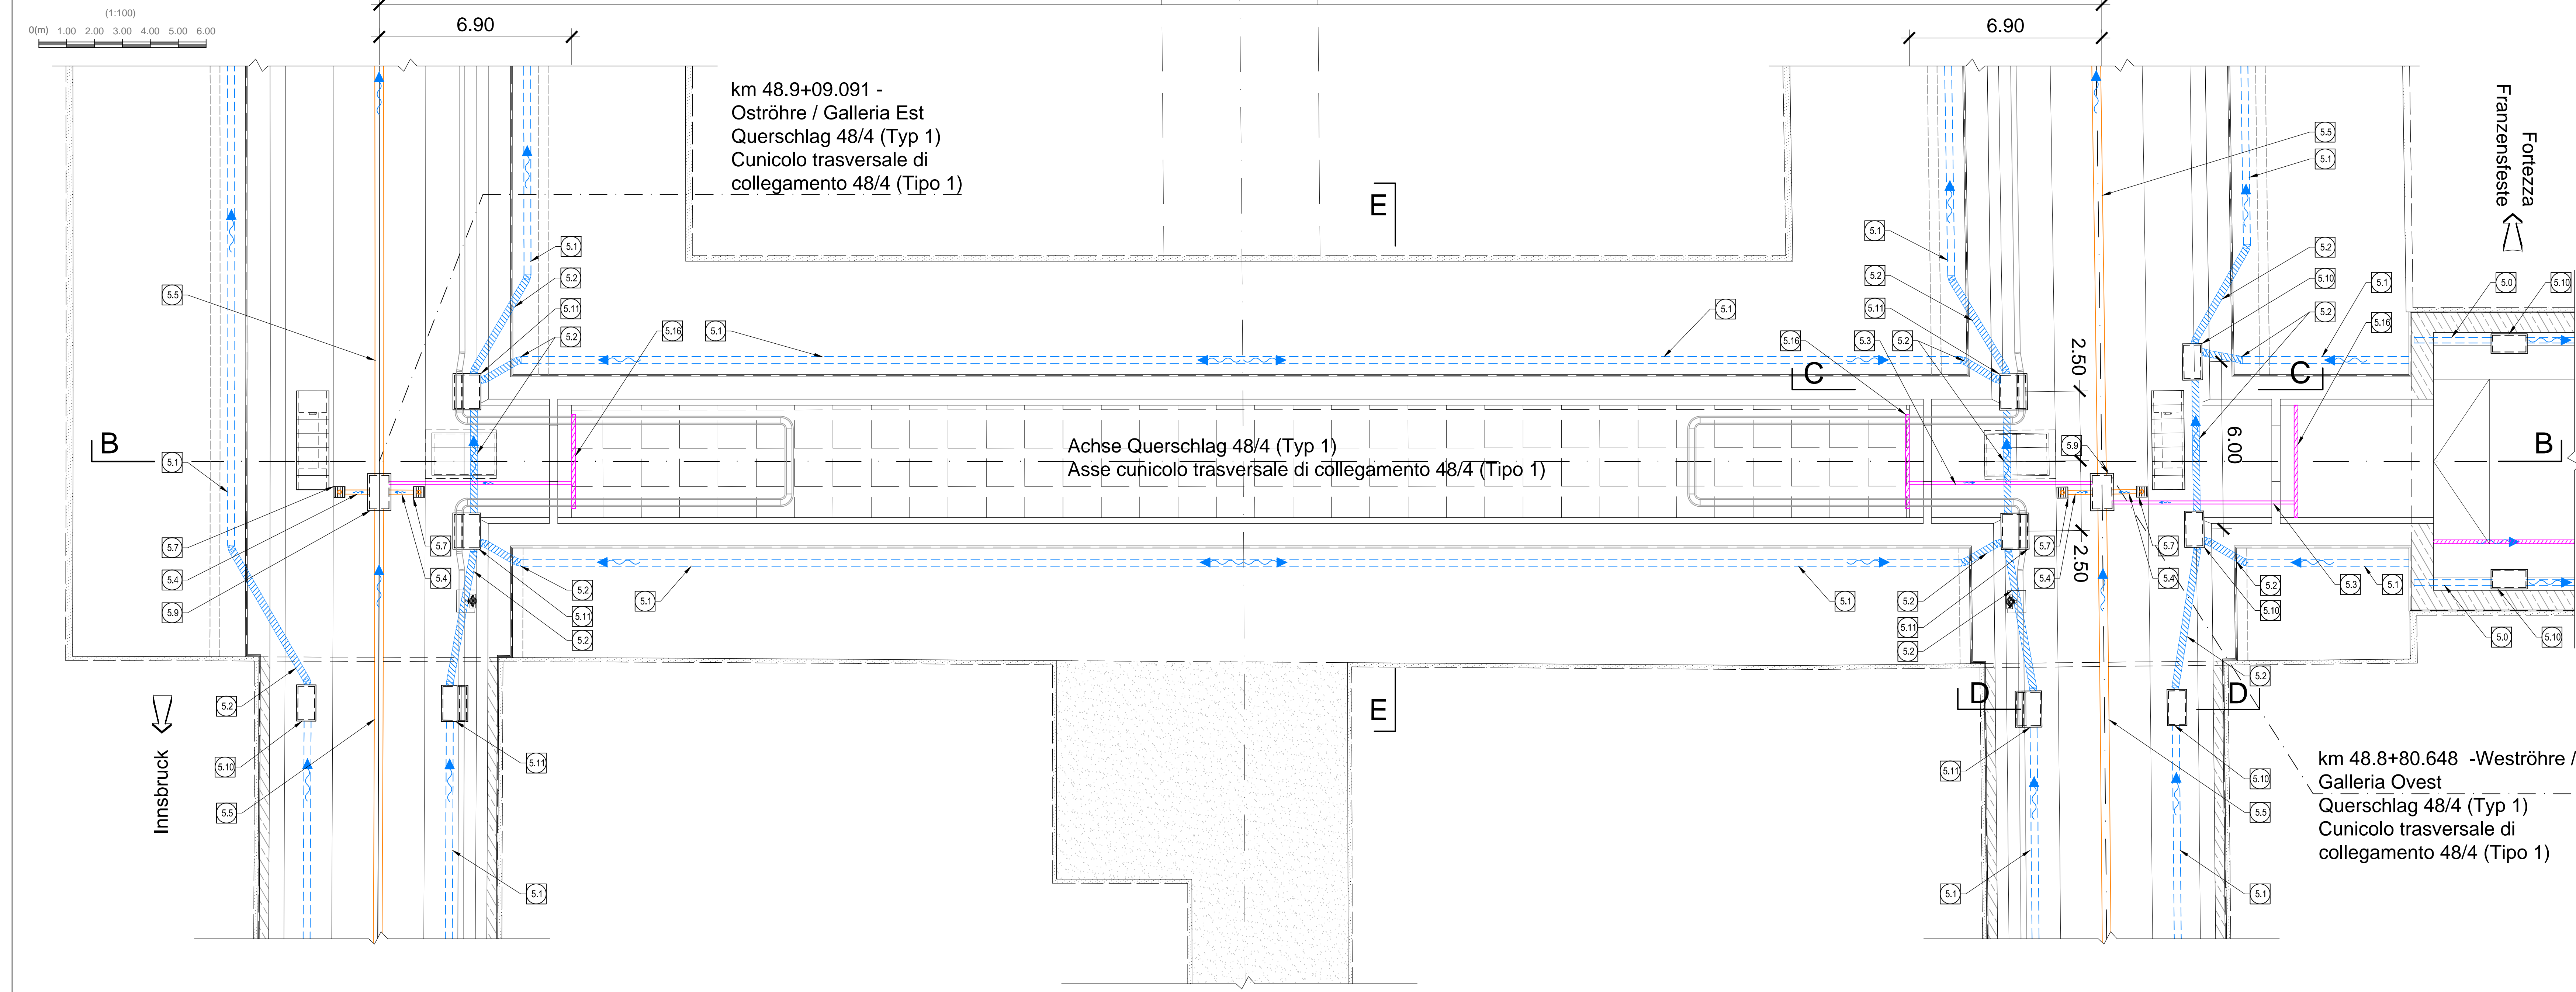 (1:100)
0(m) 1.00 2.00 3.00 4.00 5.00 6.00
6.90
6.90
km 48.9+09.091 -
Oströhre / Galleria Est
Querschlag 48/4 (Typ 1)
Cunicolo trasversale di
collegamento 48/4 (Tipo 1)
E
Fortezza
Franzensfeste
5.5
5.1
5.1
5.2
5.11
5.2
5.16
5.1
5.1
5.5
5.1
5.2
5.11
5.16
5.3
5.2
5.2
5.10
5.2
5.1
5.16
5.0
5.10
2.50
C
C
B
5.1
Achse Querschlag 48/4 (Typ 1)
Asse cunicolo trasversale di collegamento 48/4 (Tipo 1)
5.9
6.00
B
5.7
5.4
5.9
5.7
5.4
5.2
5.11
5.2
5.1
5.1
5.2
5.11
5.2
5.7
5.4
2.50
5.7
5.4
5.2
5.10
5.3
5.1
5.0
5.10
5.2
5.10
5.5
Innsbruck
5.11
5.1
E
D
D
5.2
5.11
5.10
5.5
5.1
5.1
km 48.8+80.648 -Weströhre /
Galleria Ovest
Querschlag 48/4 (Typ 1)
Cunicolo trasversale di
collegamento 48/4 (Tipo 1)